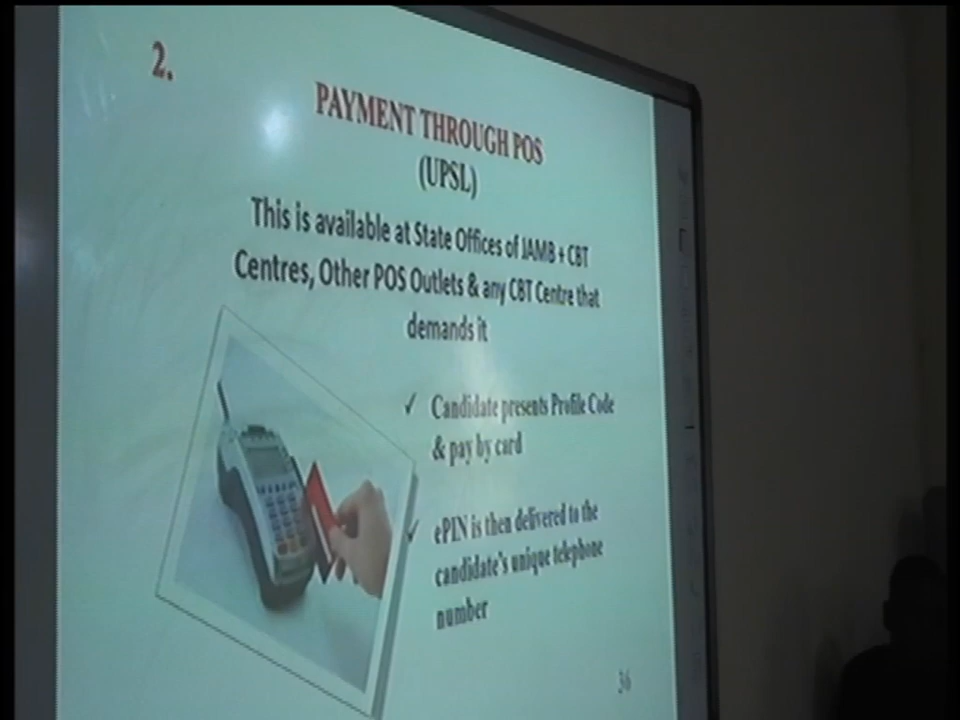 2.
PAYMENT THROUGH POS
(UPSL)
This is available at State Offices of JAMB + CBT
Centres, Other POS Outlets & any CBT Centre that
demands it
✓ Candidate presents Profile Code
& pay by card
✓ ePIN is then delivered to the
candidate's unique telephone
number
36